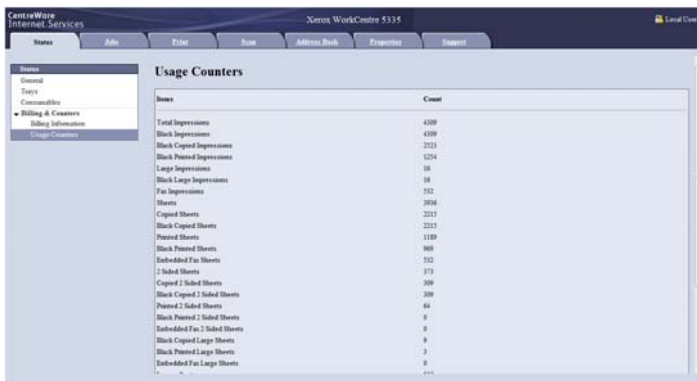 CentreWare
Internet Services
Xerox WorkCentre 5335
Local User
Status Jobs Print Scan Address Book Properties Support
Status
General
Trays
Consumables
Billing & Counters
Billing Information
Usage Counters
Usage Counters
Items Count
Total Impressions 4309
Black Impressions 4309
Black Copied Impressions 2523
Black Printed Impressions 1254
Large Impressions 16
Black Large Impressions 16
Fax Impressions 532
Sheets 3936
Copied Sheets 2215
Black Copied Sheets 2215
Printed Sheets 1189
Black Printed Sheets 969
Embedded Fax Sheets 532
2 Sided Sheets 373
Copied 2 Sided Sheets 309
Black Copied 2 Sided Sheets 309
Printed 2 Sided Sheets 64
Black Printed 2 Sided Sheets
Embedded Fax 2 Sided Sheets
Black Copied Large Sheets
Black Printed Large Sheets 3
Embedded Fax Large Sheets